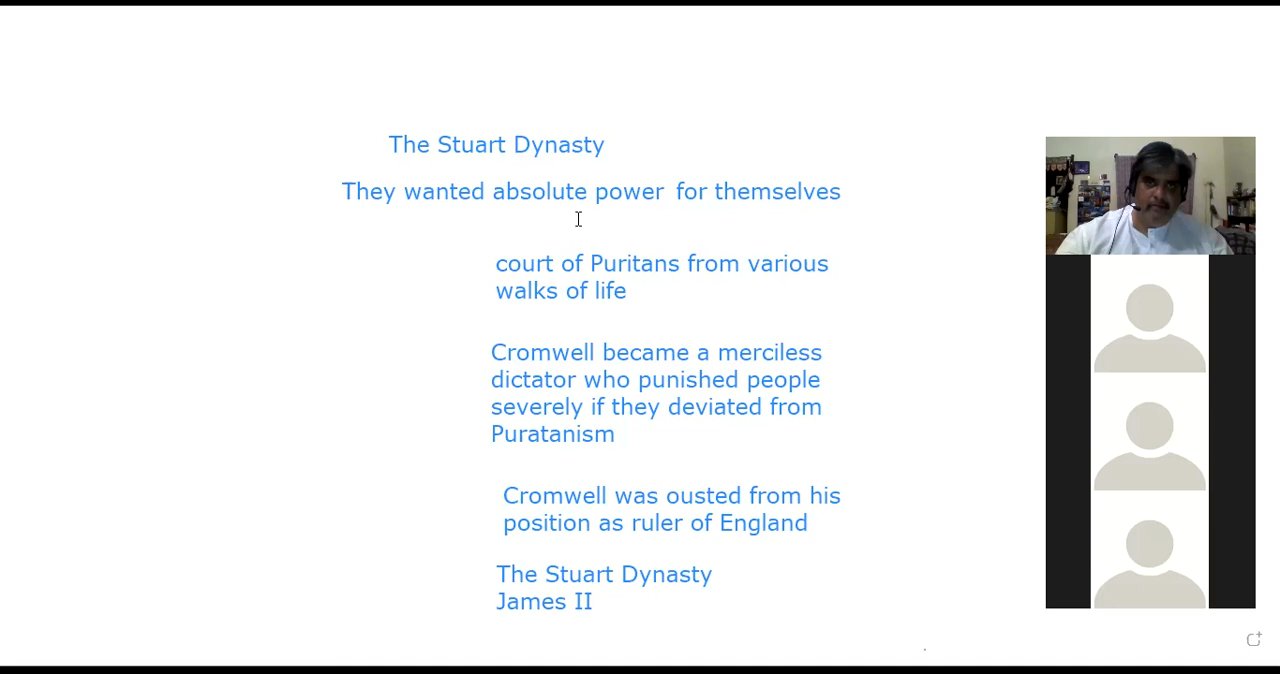 The Stuart Dynasty
They wanted absolute power for themselves
court of Puritans from various
walks of life
Cromwell became a merciless
dictator who punished people
severely if they deviated from
Puratanism
Cromwell was ousted from his
position as ruler of England
The Stuart Dynasty
James II